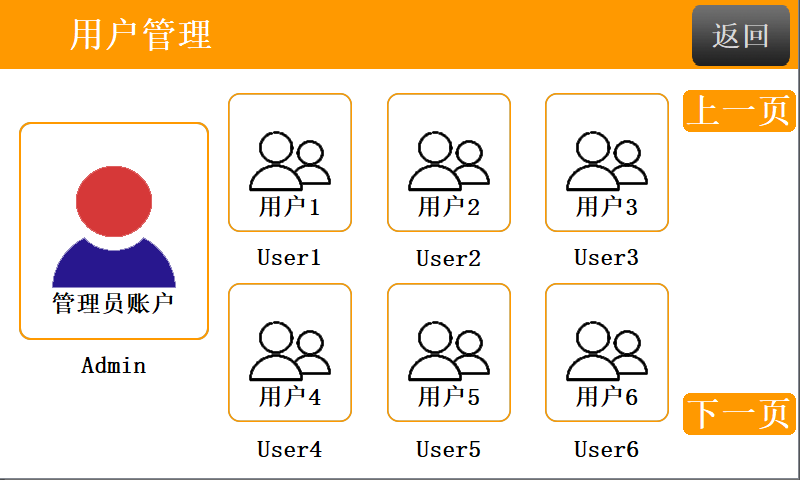 用户管理
返回
管理员账户
Admin
用户1
User1
用户2
User2
用户3
User3
用户4
User4
用户5
User5
用户6
User6
上一页
下一页